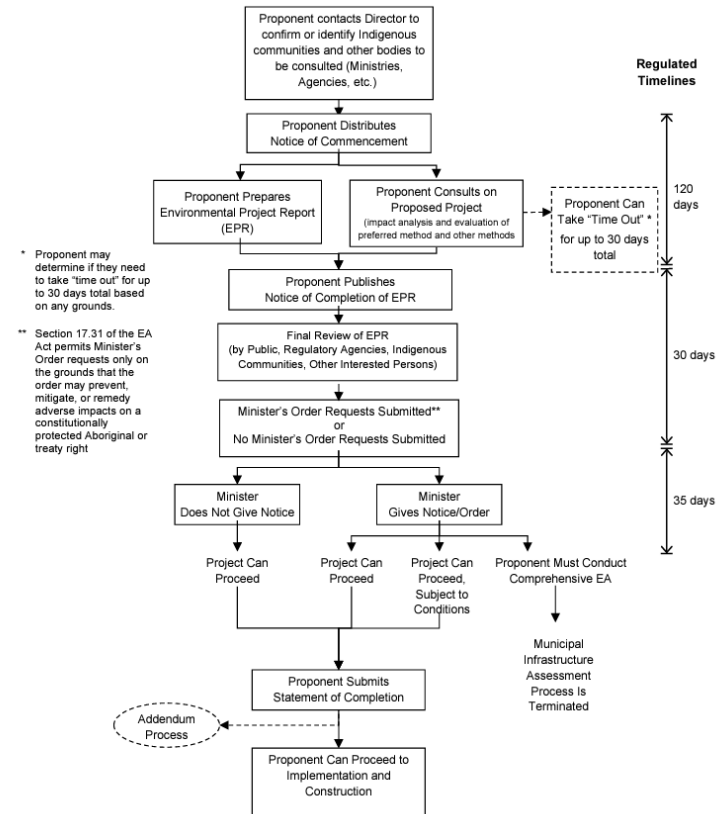 Proponent contacts Director to
confirm or identify Indigenous
communities and other bodies to
be consulted (Ministries,
Agencies, etc.)
Regulated
Timelines
Proponent Distributes
Notice of Commencement
120
days
Proponent Prepares
Environmental Project Report
(EPR)
Proponent Consults on
Proposed Project
(impact analysis and evaluation of
preferred method and other methods
Proponent Can
Take “Time Out” *
for up to 30 days
total
* Proponent may
determine if they need
to take “time out” for up
to 30 days total based
on any grounds.
** Section 17.31 of the EA
Act permits Minister’s
Order requests only on
the grounds that the
order may prevent,
mitigate, or remedy
adverse impacts on a
constitutionally
protected Aboriginal or
treaty right
Proponent Publishes
Notice of Completion of EPR
Final Review of EPR
(by Public, Regulatory Agencies, Indigenous
Communities, Other Interested Persons)
30 days
Minister’s Order Requests Submitted**
or
No Minister’s Order Requests Submitted
Minister
Does Not Give Notice
Minister
Gives Notice/Order
35 days
Project Can
Proceed
Project Can
Proceed
Project Can
Proceed,
Subject to
Conditions
Proponent Must Conduct
Comprehensive EA
Municipal
Infrastructure
Assessment
Process Is
Terminated
Proponent Submits
Statement of Completion
Addendum
Process
Proponent Can Proceed to
Implementation and
Construction